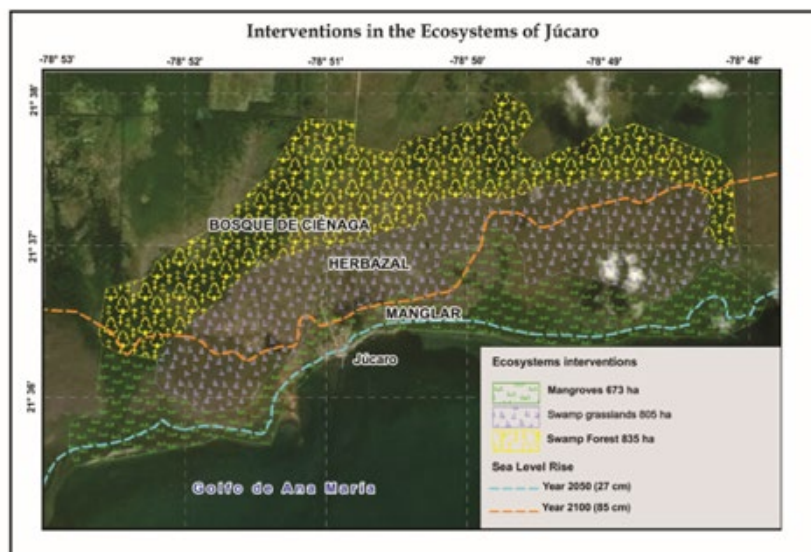 Interventions in the Ecosystems of Júcaro
-78° 53' -78° 52' -78° 51' -78° 50' -78° 49' -78° 48'
21° 38'
21° 37'
21° 36'
BOSQUE DE CIÉNAGA
HERBAZAL
MANGLAR
Júcaro
Golfo de Ana María
Ecosystems interventions
Mangroves 673 ha
Swamp grasslands 805 ha
Swamp Forest 835 ha
Sea Level Rise
Year 2050 (27 cm)
Year 2100 (85 cm)